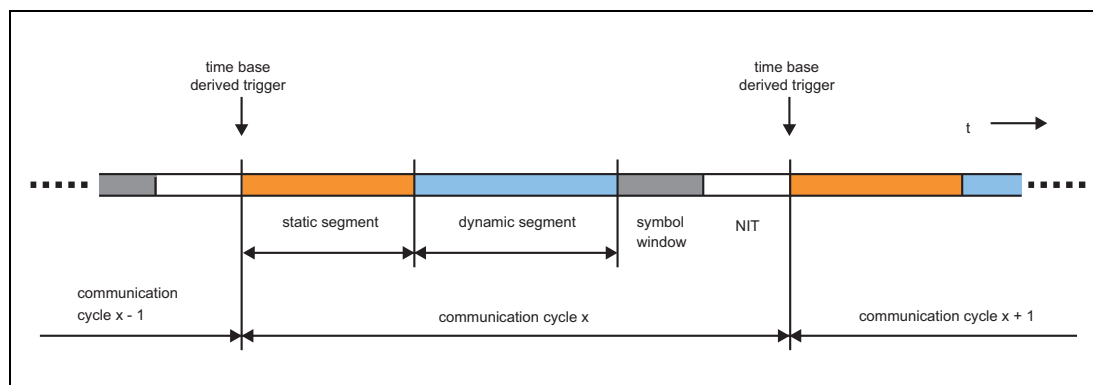 time base
derived trigger
time base
derived trigger
t
static segment
dynamic segment
symbol
window
NIT
communication
cycle x - 1
communication cycle x
communication cycle x + 1